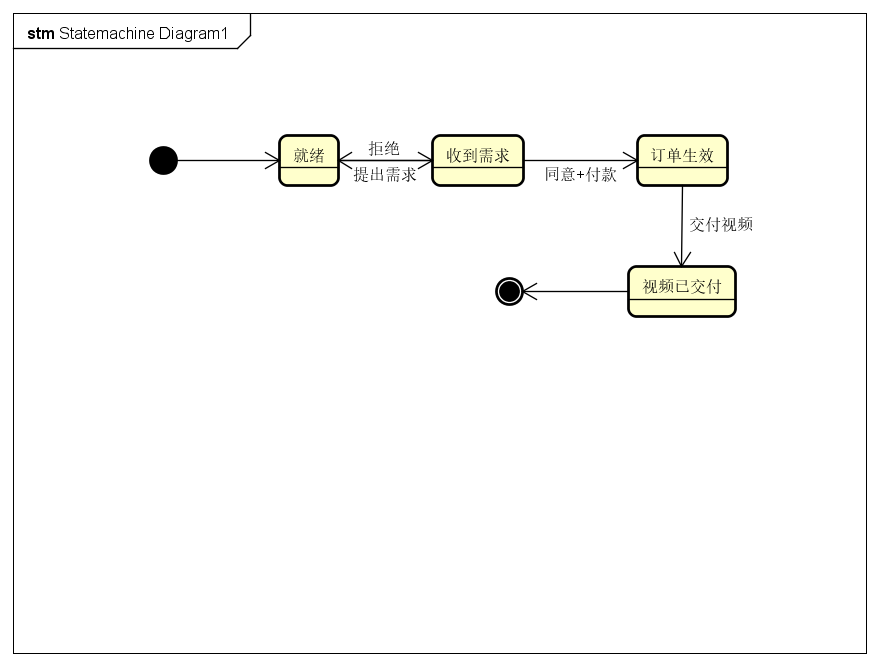 stm Statemachine Diagram1
就绪
拒绝
提出需求
收到需求
同意+付款
订单生效
交付视频
视频已交付